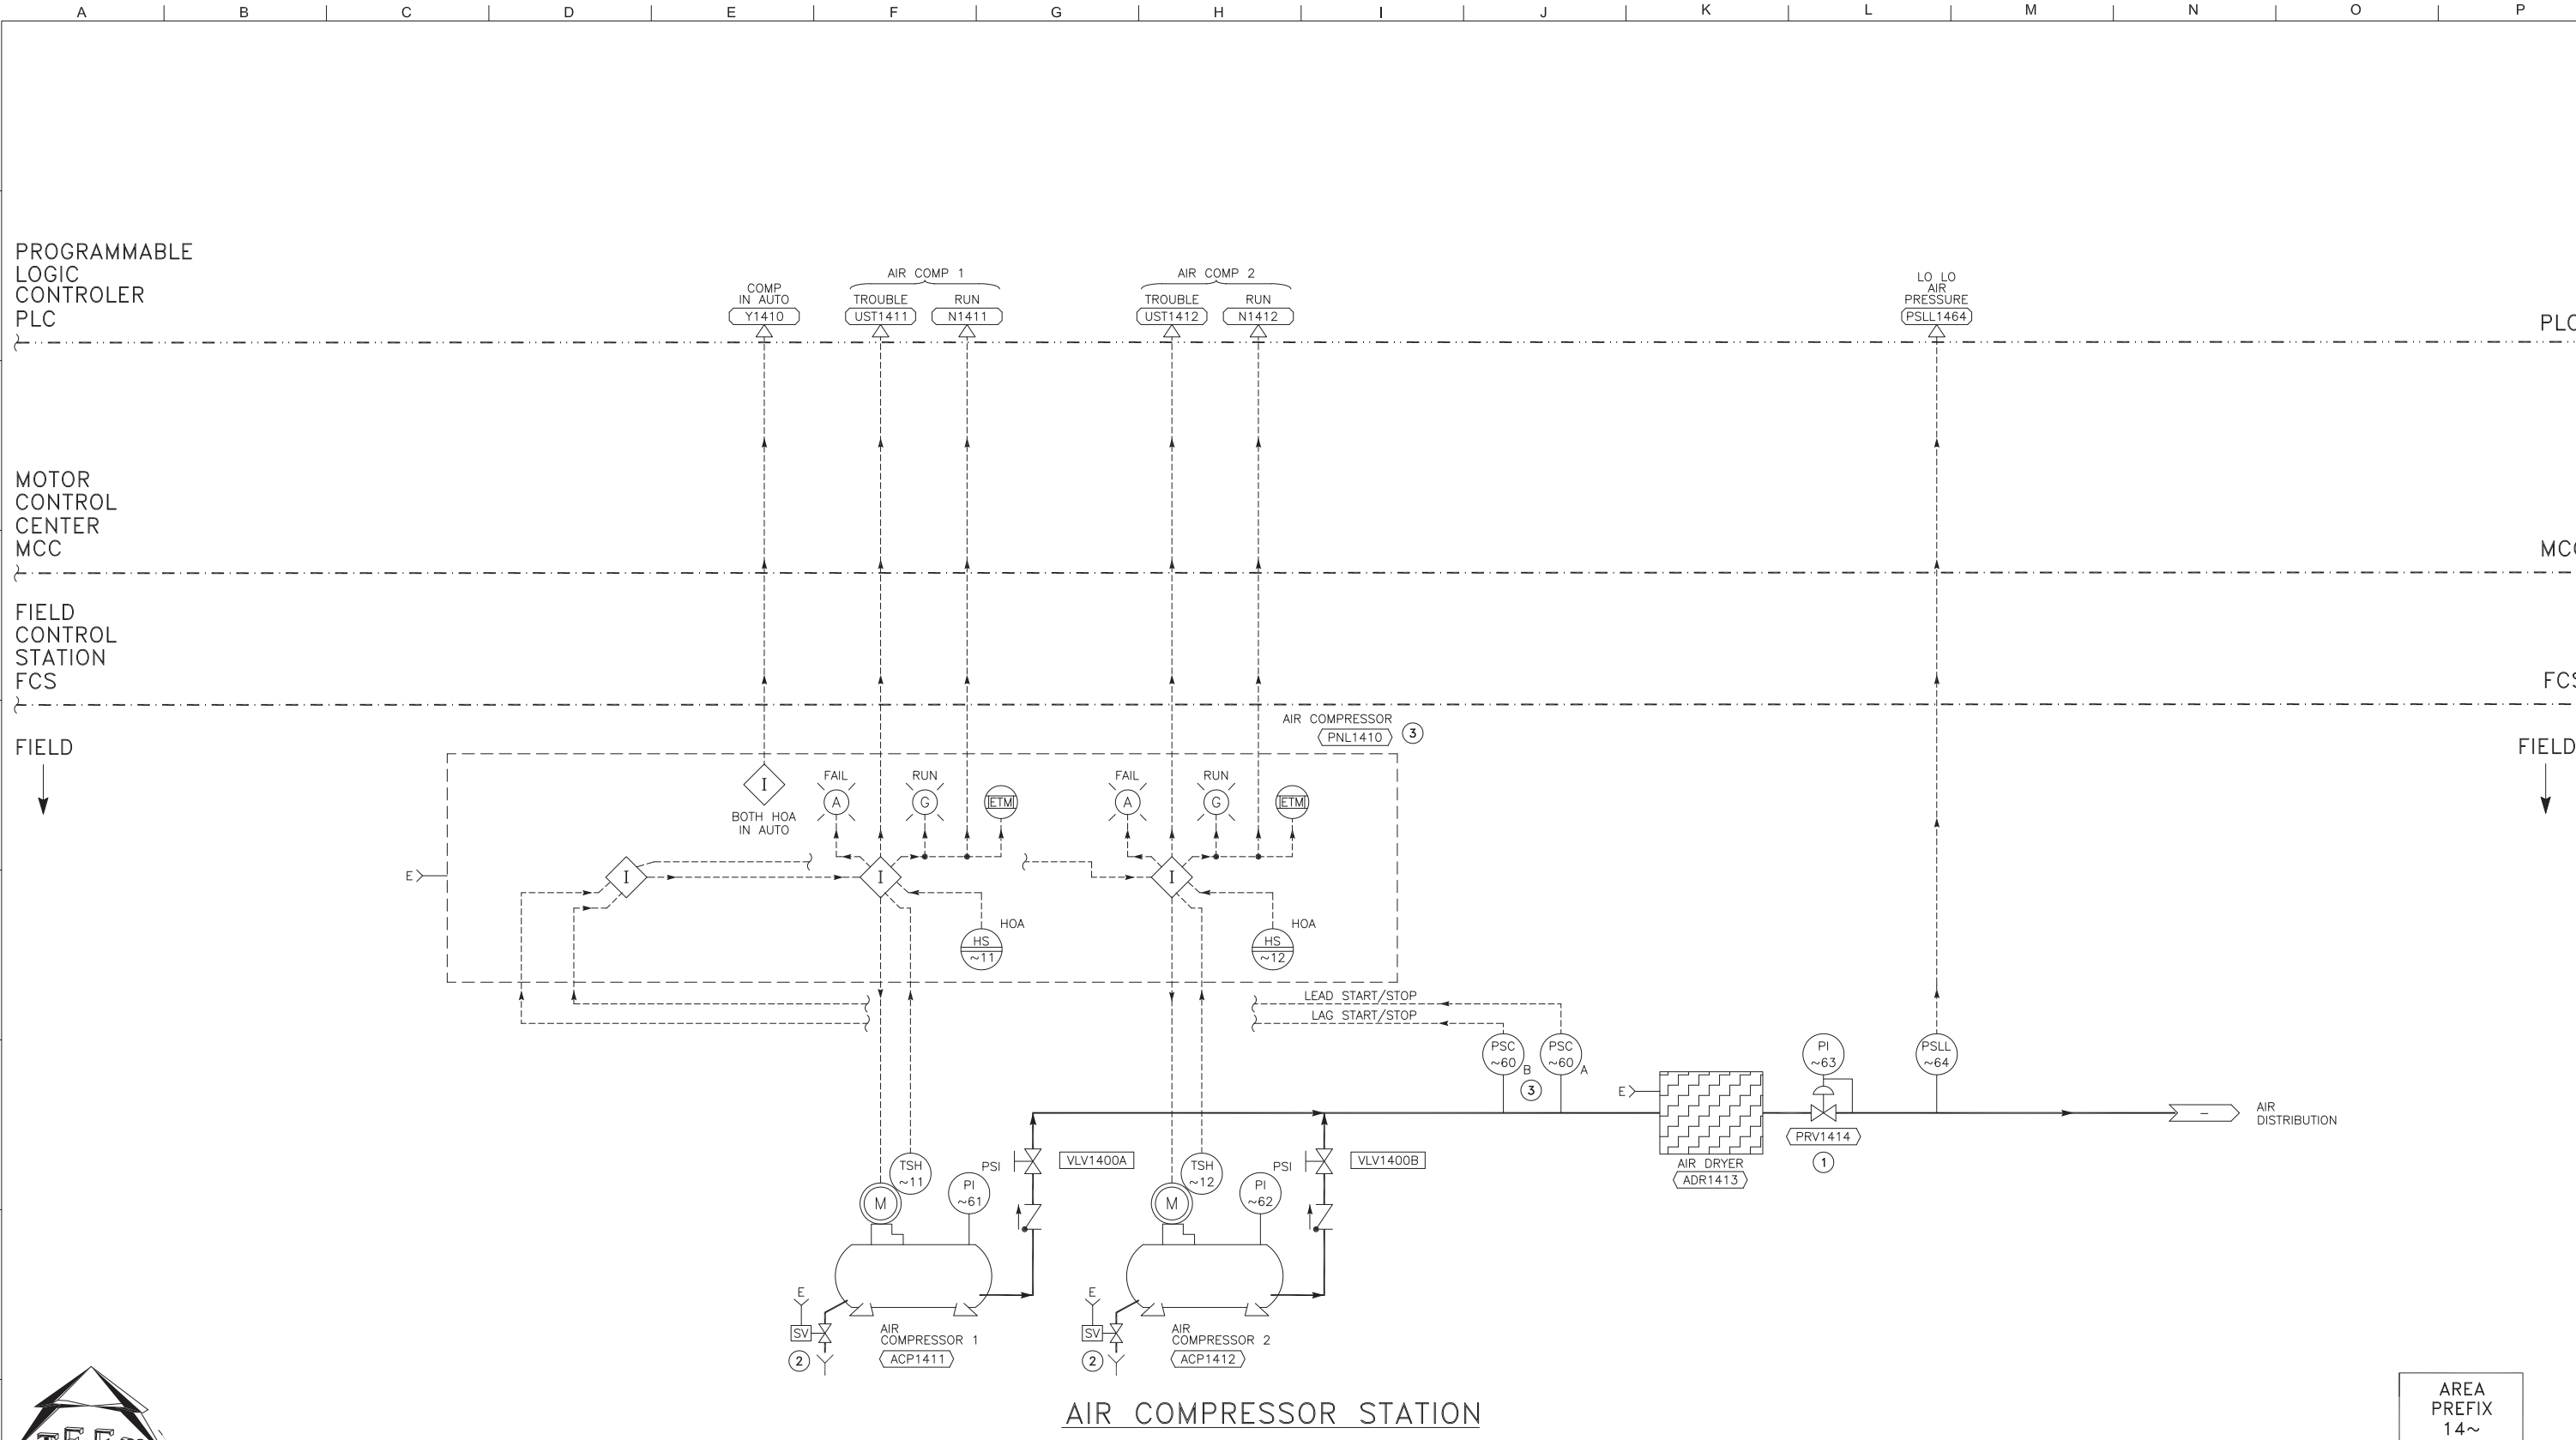 A B C D E F G H I J K L M N O P
PROGRAMMABLE
LOGIC
CONTROLER
PLC
COMP
IN AUTO
Y1410
AIR COMP 1
TROUBLE RUN
UST1411 N1411
AIR COMP 2
TROUBLE RUN
UST1412 N1412
LO LO
AIR
PRESSURE
PSLL1464
MOTOR
CONTROL
CENTER
MCC
FIELD
CONTROL
STATION
FCS
FIELD
FIELD
AIR COMPRESSOR
PNL1410 3
I
BOTH HOA
IN AUTO
FAIL RUN
A G ETM
FAIL RUN
A G ETM
E I I I
HOA
HS
~11
HOA
HS
~12
LEAD START/STOP
LAG START/STOP
PSC
~60
B
PSC
~60
A
3
E
PI
~63
PSLL
~64
–
AIR
DISTRIBUTION
PRV1414
1
AIR DRYER
ADR1413
TSH
~11
M
PI
~61
PSI
VLV1400A
TSH
~12
M
PI
~62
PSI
VLV1400B
E
SV
2
AIR
COMPRESSOR 1
ACP1411
E
SV
2
AIR
COMPRESSOR 2
ACP1412
AIR COMPRESSOR STATION
AREA
PREFIX
14~